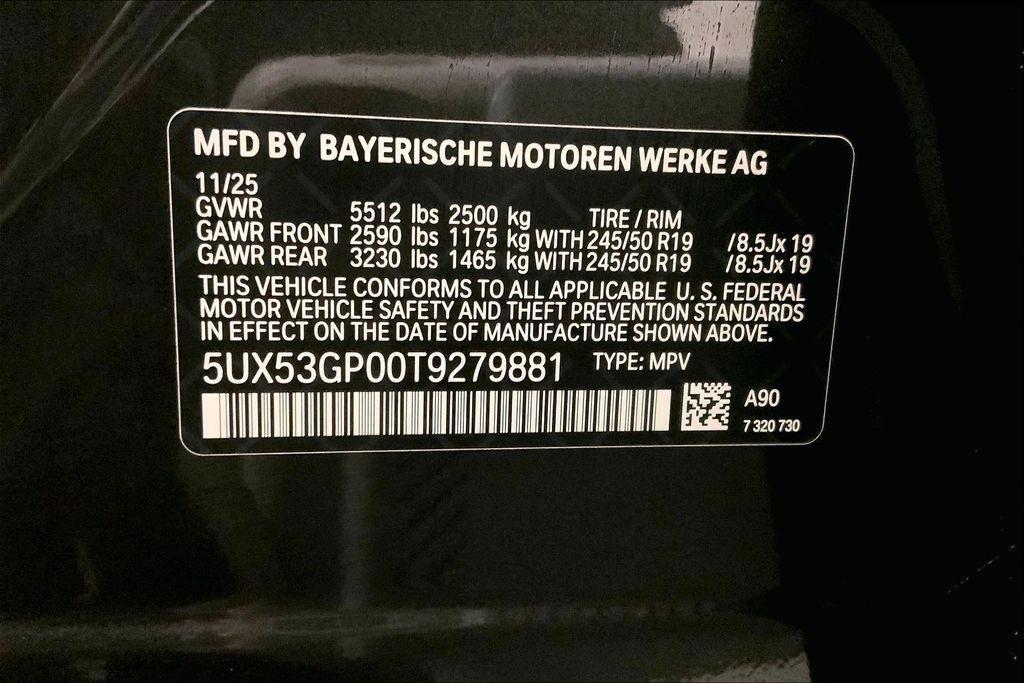 MFD BY BAYERISCHE MOTOREN WERKE AG
11/25
GVWR 5512 lbs 2500 kg TIRE / RIM
GAWR FRONT 2590 lbs 1175 kg WITH 245/50 R19 /8.5Jx 19
GAWR REAR 3230 lbs 1465 kg WITH 245/50 R19 /8.5Jx 19
THIS VEHICLE CONFORMS TO ALL APPLICABLE U. S. FEDERAL
MOTOR VEHICLE SAFETY AND THEFT PREVENTION STANDARDS
IN EFFECT ON THE DATE OF MANUFACTURE SHOWN ABOVE.
5UX53GP00T9279881 TYPE: MPV
A90
7 320 730